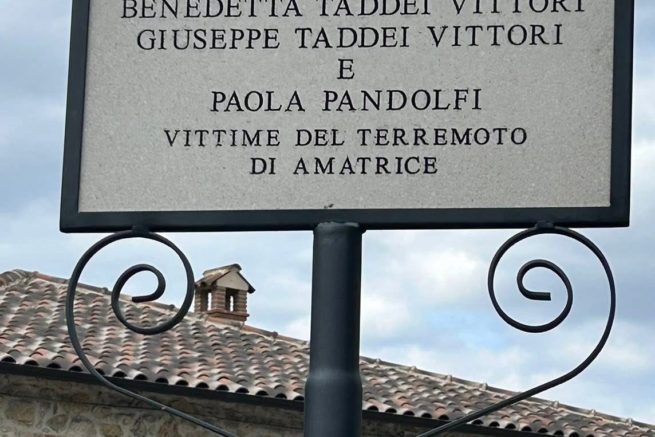 BENEDETTA TADDEI VITTORI
GIUSEPPE TADDEI VITTORI
E
PAOLA PANDOLFI
VITTIME DEL TERREMOTO
DI AMATRICE